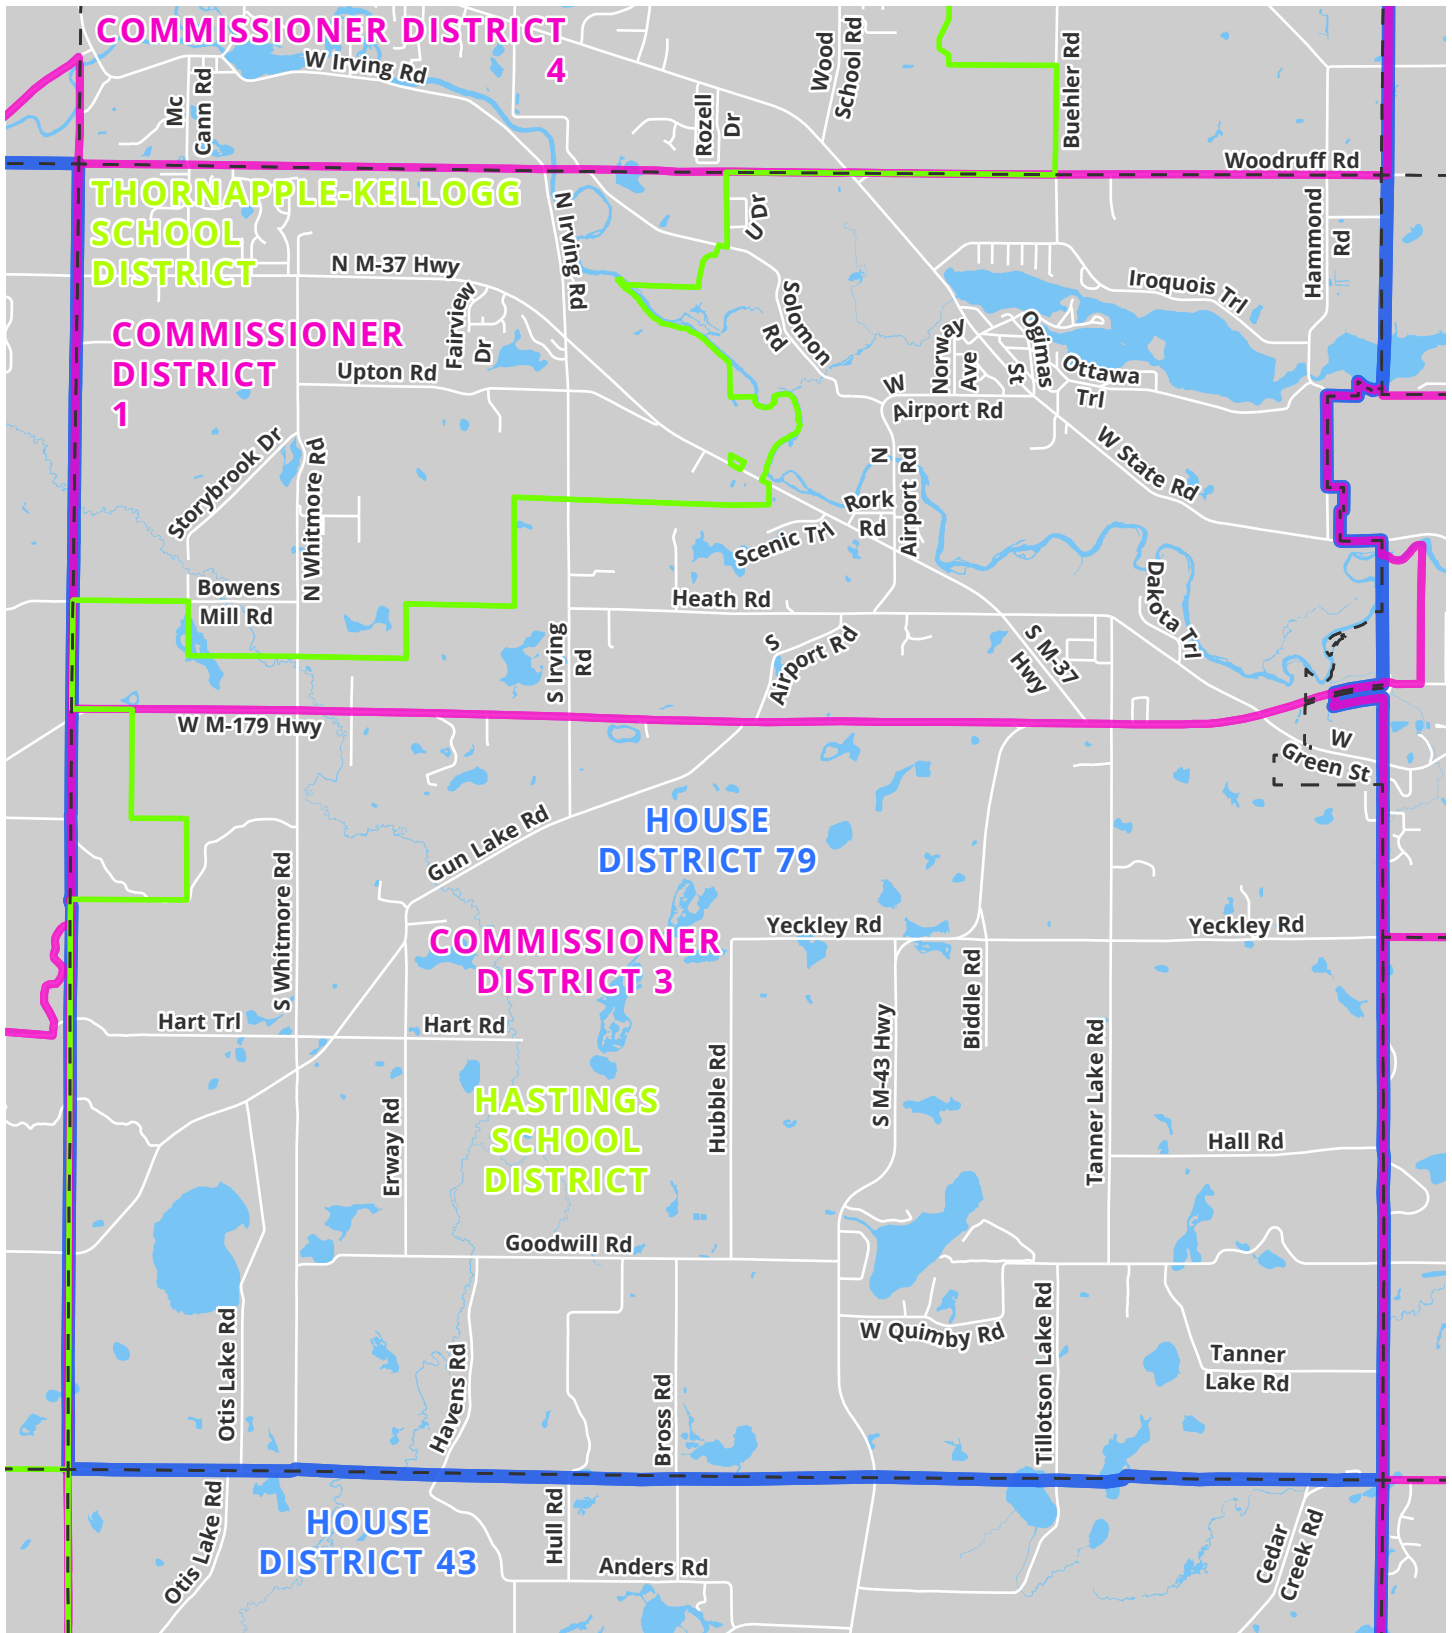 COMMISSIONER DISTRICT
4
W Irving Rd
Mc
Cann Rd
Rozell
Dr
Wood
School Rd
Buehler Rd
Woodruff Rd
THORNAPPLE-KELLOGG
SCHOOL
DISTRICT
N Irving Rd
U Dr
Hammond
Rd
N M-37 Hwy
Fairview
Dr
Solomon
Rd
Iroquois Trl
COMMISSIONER
DISTRICT
1
Upton Rd
Norway
Ave
Ogimas
St
Ottawa
Trl
W
Airport Rd
Storybrook Dr
N Whitmore Rd
N
Airport Rd
W State Rd
Rork
Rd
Scenic Trl
Bowens
Mill Rd
Heath Rd
Dakota Trl
S Irving
Rd
S
Airport Rd
S M-37
Hwy
W M-179 Hwy
W
Green St
HOUSE
DISTRICT 79
Gun Lake Rd
S Whitmore Rd
Yeckley Rd
Yeckley Rd
COMMISSIONER
DISTRICT 3
Biddle Rd
Hart Trl
Hart Rd
S M-43 Hwy
Hubble Rd
Tanner Lake Rd
HASTINGS
SCHOOL
DISTRICT
Erway Rd
Hall Rd
Goodwill Rd
Otis Lake Rd
Havens Rd
Bross Rd
W Quimby Rd
Tillotson Lake Rd
Tanner
Lake Rd
HOUSE
DISTRICT 43
Otis Lake Rd
Hull Rd
Anders Rd
Cedar
Creek Rd